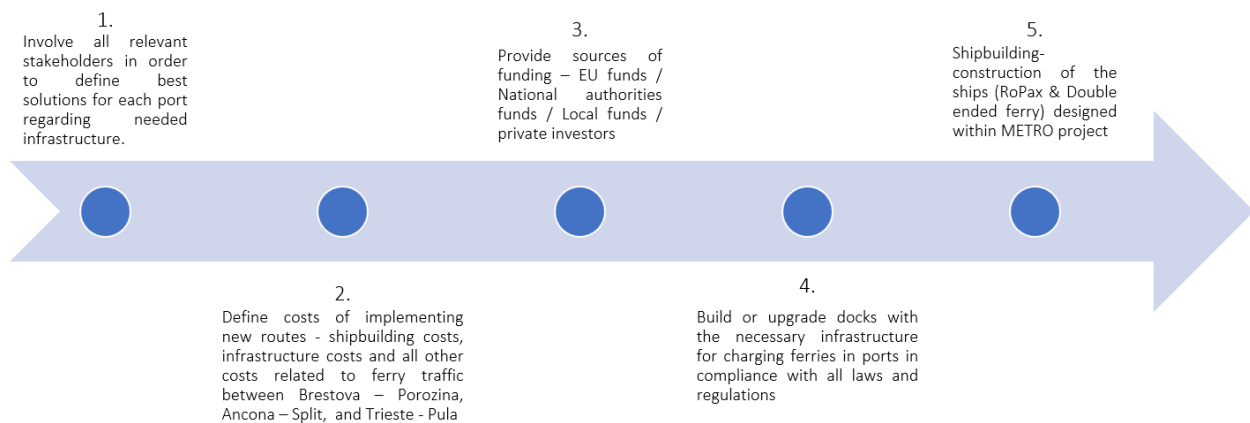 1.
Involve all relevant
stakeholders in order
to define best
solutions for each port
regarding needed
infrastructure.
2.
Define costs of implementing
new routes - shipbuilding costs,
infrastructure costs and all other
costs related to ferry traffic
between Brestova – Porozina,
Ancona – Split, and Trieste - Pula
3.
Provide sources of
funding – EU funds /
National authorities
funds / Local funds /
private investors
4.
Build or upgrade docks with
the necessary infrastructure
for charging ferries in ports in
compliance with all laws and
regulations
5.
Shipbuilding-
construction of the
ships (RoPax & Double
ended ferry) designed
within METRO project